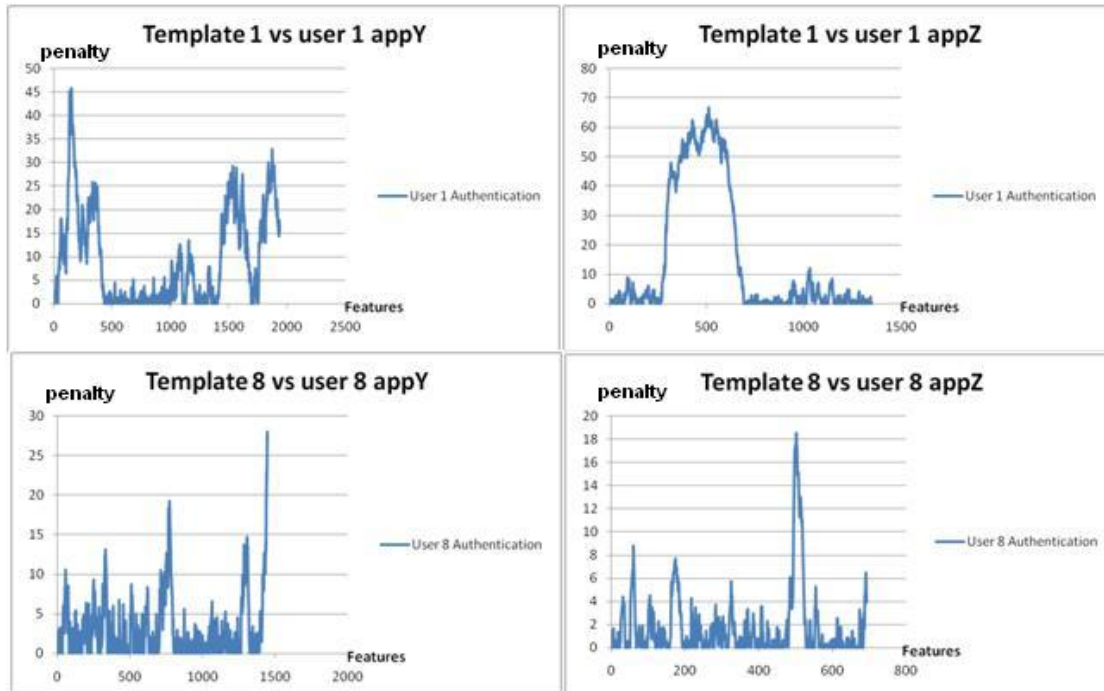 Template 1 vs user 1 appY
penalty
50
45
40
35
30
25
20
15
10
5
0
0 500 1000 1500 2000 2500
Features
User 1 Authentication
Template 1 vs user 1 appZ
penalty
80
70
60
50
40
30
20
10
0
0 500 1000 1500
Features
User 1 Authentication
Template 8 vs user 8 appY
penalty
30
25
20
15
10
5
0
0 500 1000 1500 2000
Features
User 8 Authentication
Template 8 vs user 8 appZ
penalty
20
18
16
14
12
10
8
6
4
2
0
0 200 400 600 800
Features
User 8 Authentication